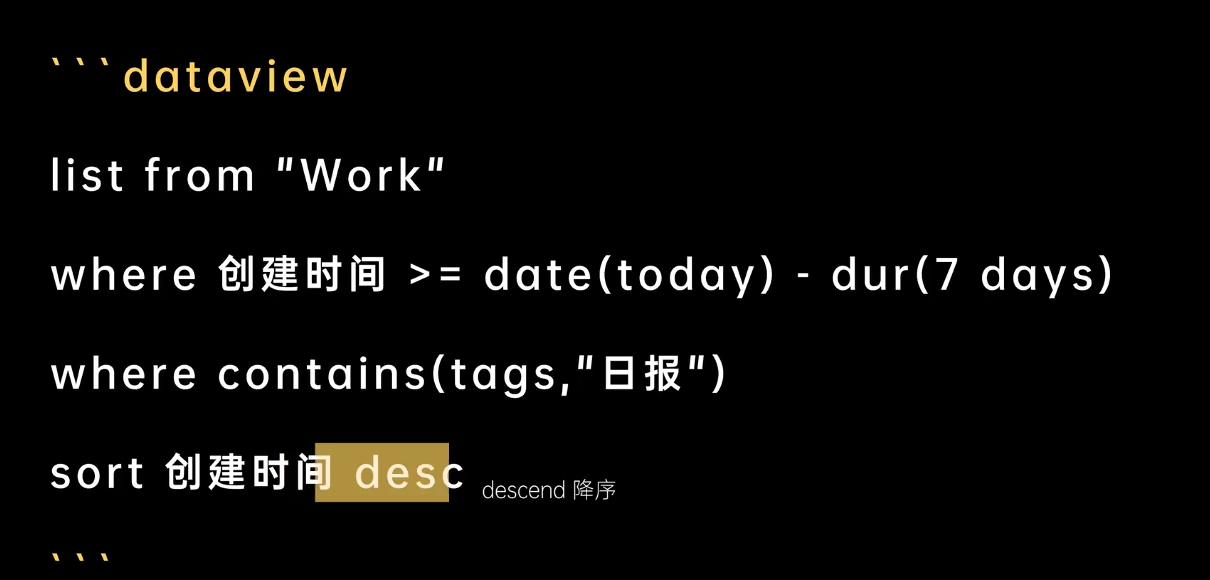 ```dataview
list from "Work"
where 创建时间 >= date(today) - dur(7 days)
where contains(tags,"日报")
sort 创建时间 desc descend 降序
```